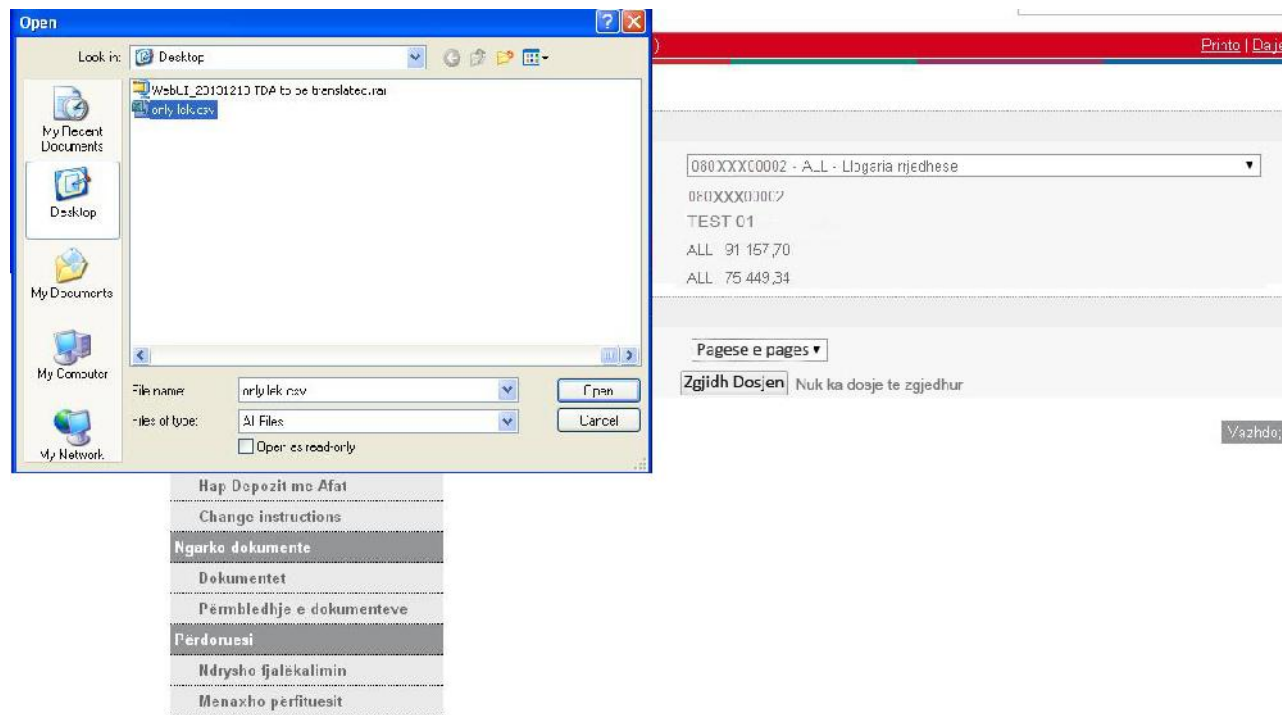 Open
Look in: Desktop
WebUI_20101210 TDA to be translated.rar
only lek.csv
My Recent Documents
Desktop
My Documents
My Computer
My Network
File name: only lek.csv
Open
Files of type: All Files
Cancel
Open as read-only
Printo |
080XXX00002 - ALL - Llogaria rrjedhese
080XXX00002
TEST 01
ALL 91 157,70
ALL 75 449,34
Pagese e pages
Zgjidh Dosjen Nuk ka dosje te zgjedhur
Vazhdo;
Hap Depozit me Afat
Change instructions
Ngarko dokumente
Dokumentet
Përmbledhje e dokumenteve
Përdoruesi
Ndrysho fjalëkalimin
Menaxho përfituesit